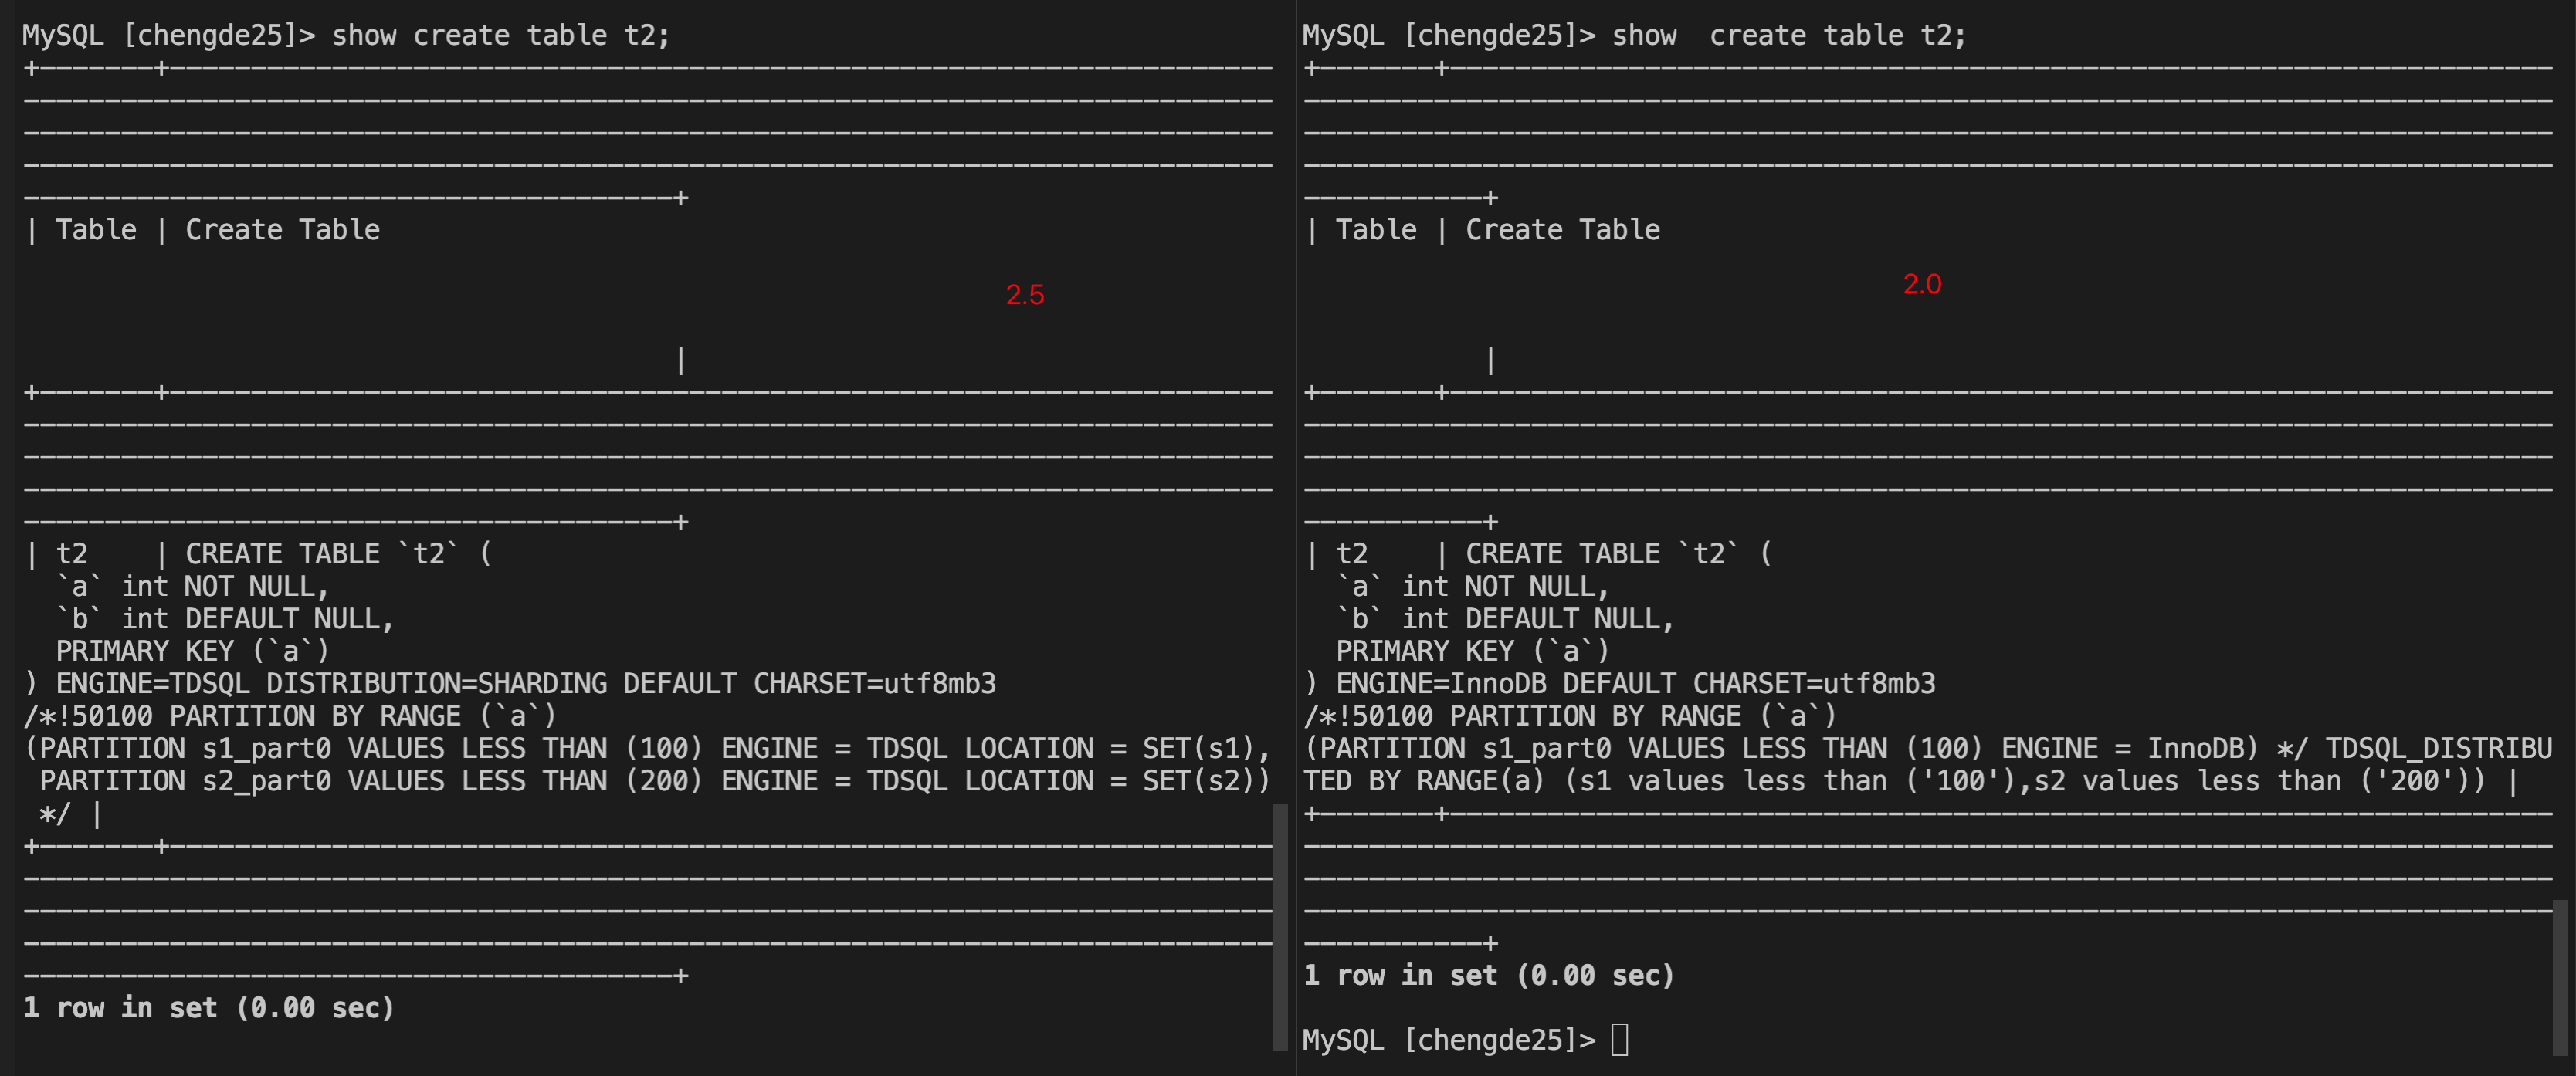 MySQL [chengde25]> show create table t2;
+-------+--------------------------------------------------------------------
-----------------------------------------------------------------------------
-----------------------------------------------------------------------------
-----------------------------------------------------------------------------
----------------------------------------+
| Table | Create Table
2.5
|
+-------+--------------------------------------------------------------------
-----------------------------------------------------------------------------
-----------------------------------------------------------------------------
-----------------------------------------------------------------------------
----------------------------------------+
| t2    | CREATE TABLE `t2` (
  `a` int NOT NULL,
  `b` int DEFAULT NULL,
  PRIMARY KEY (`a`)
) ENGINE=TDSQL DISTRIBUTION=SHARDING DEFAULT CHARSET=utf8mb3
/*!50100 PARTITION BY RANGE (`a`)
(PARTITION s1_part0 VALUES LESS THAN (100) ENGINE = TDSQL LOCATION = SET(s1),
 PARTITION s2_part0 VALUES LESS THAN (200) ENGINE = TDSQL LOCATION = SET(s2))
 */ |
+-------+--------------------------------------------------------------------
-----------------------------------------------------------------------------
-----------------------------------------------------------------------------
-----------------------------------------------------------------------------
----------------------------------------+
1 row in set (0.00 sec)
MySQL [chengde25]> show  create table t2;
+-------+--------------------------------------------------------------------
-----------------------------------------------------------------------------
-----------------------------------------------------------------------------
-----------------------------------------------------------------------------
-----------+
| Table | Create Table
2.0
|
+-------+--------------------------------------------------------------------
-----------------------------------------------------------------------------
-----------------------------------------------------------------------------
-----------------------------------------------------------------------------
-----------+
| t2    | CREATE TABLE `t2` (
  `a` int NOT NULL,
  `b` int DEFAULT NULL,
  PRIMARY KEY (`a`)
) ENGINE=InnoDB DEFAULT CHARSET=utf8mb3
/*!50100 PARTITION BY RANGE (`a`)
(PARTITION s1_part0 VALUES LESS THAN (100) ENGINE = InnoDB) */ TDSQL_DISTRIBU
TED BY RANGE(a) (s1 values less than ('100'),s2 values less than ('200')) |
+-------+--------------------------------------------------------------------
-----------------------------------------------------------------------------
-----------------------------------------------------------------------------
-----------------------------------------------------------------------------
-----------+
1 row in set (0.00 sec)
MySQL [chengde25]>